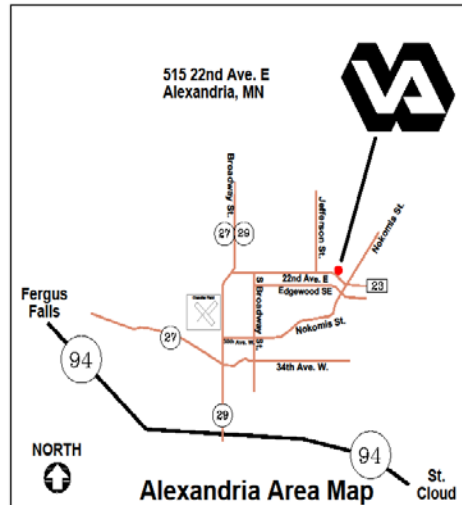 515 22nd Ave. E
Alexandria, MN
VA
Broadway St.
Jefferson St.
Nokomis St.
27
29
22nd Ave. E
23
Edgewood SE
S Broadway St.
Fergus
Falls
Nokomis St.
27
34th Ave. W.
94
29
94
NORTH
St.
Cloud
Alexandria Area Map